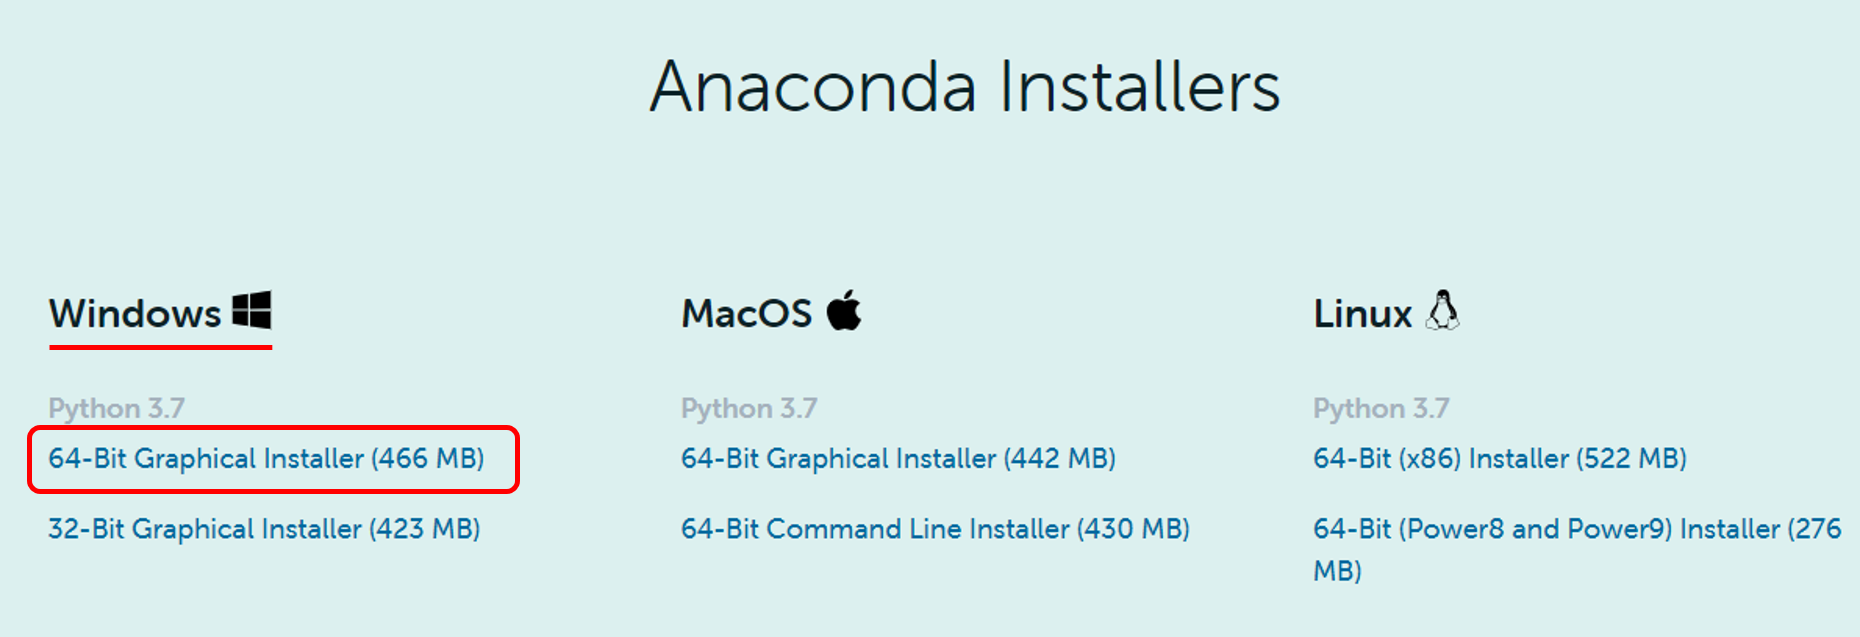 Anaconda Installers
Windows
Python 3.7
64-Bit Graphical Installer (466 MB)
32-Bit Graphical Installer (423 MB)
MacOS
Python 3.7
64-Bit Graphical Installer (442 MB)
64-Bit Command Line Installer (430 MB)
Linux
Python 3.7
64-Bit (x86) Installer (522 MB)
64-Bit (Power8 and Power9) Installer (276
MB)